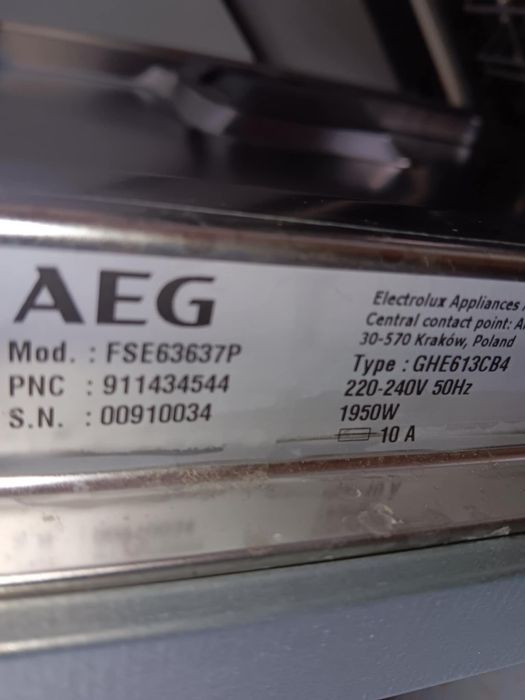 AEG
Mod. : FSE63637P
PNC : 911434544
S.N. : 00910034
Electrolux Appliances
Central contact point:
30-570 Kraków, Poland
Type : GHE613CB4
220-240V 50Hz
1950W
10 A